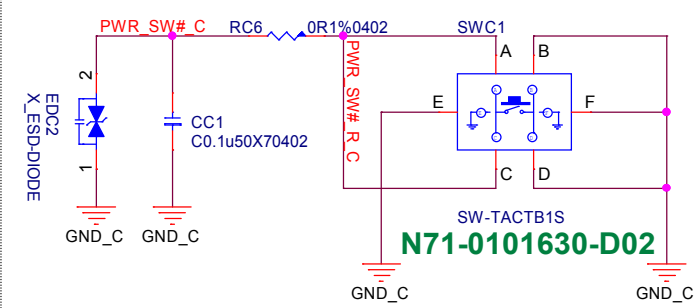 PWR_SW#_C
RC6
0R1%0402
SWC1
A
B
PWR_SW#_R_C
2
EDC2
X_ESD-DIODE
1
CC1
C0.1u50X70402
E
F
C
D
SW-TACTB1S
N71-0101630-D02
GND_C
GND_C
GND_C
GND_C